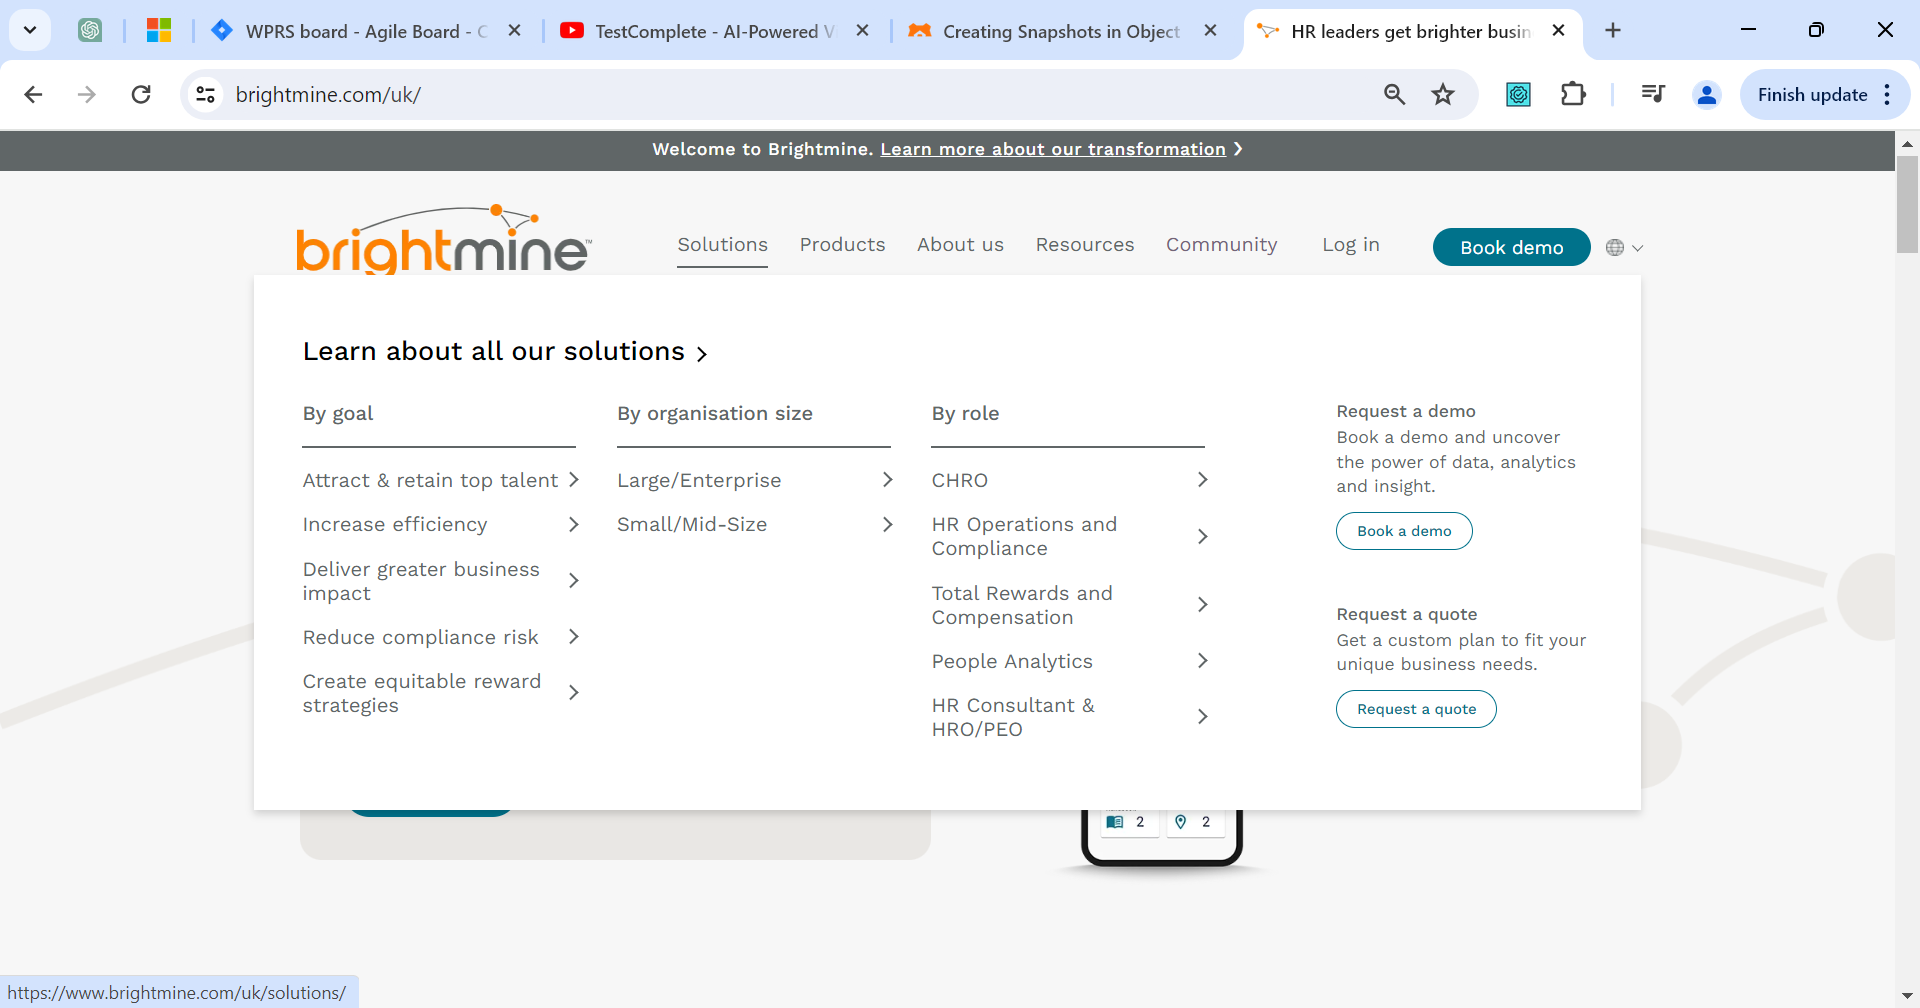 WPRS board - Agile Board - C
TestComplete - AI-Powered V
Creating Snapshots in Object
HR leaders get brighter busin
brightmine.com/uk/
Finish update
Welcome to Brightmine. Learn more about our transformation ❯
brightmine™
Solutions
Products
About us
Resources
Community
Log in
Book demo
Learn about all our solutions
By goal
Attract & retain top talent
Increase efficiency
Deliver greater business
impact
Reduce compliance risk
Create equitable reward
strategies
By organisation size
Large/Enterprise
Small/Mid-Size
By role
CHRO
HR Operations and
Compliance
Total Rewards and
Compensation
People Analytics
HR Consultant &
HRO/PEO
Request a demo
Book a demo and uncover
the power of data, analytics
and insight.
Book a demo
Request a quote
Get a custom plan to fit your
unique business needs.
Request a quote
2
2
https://www.brightmine.com/uk/solutions/